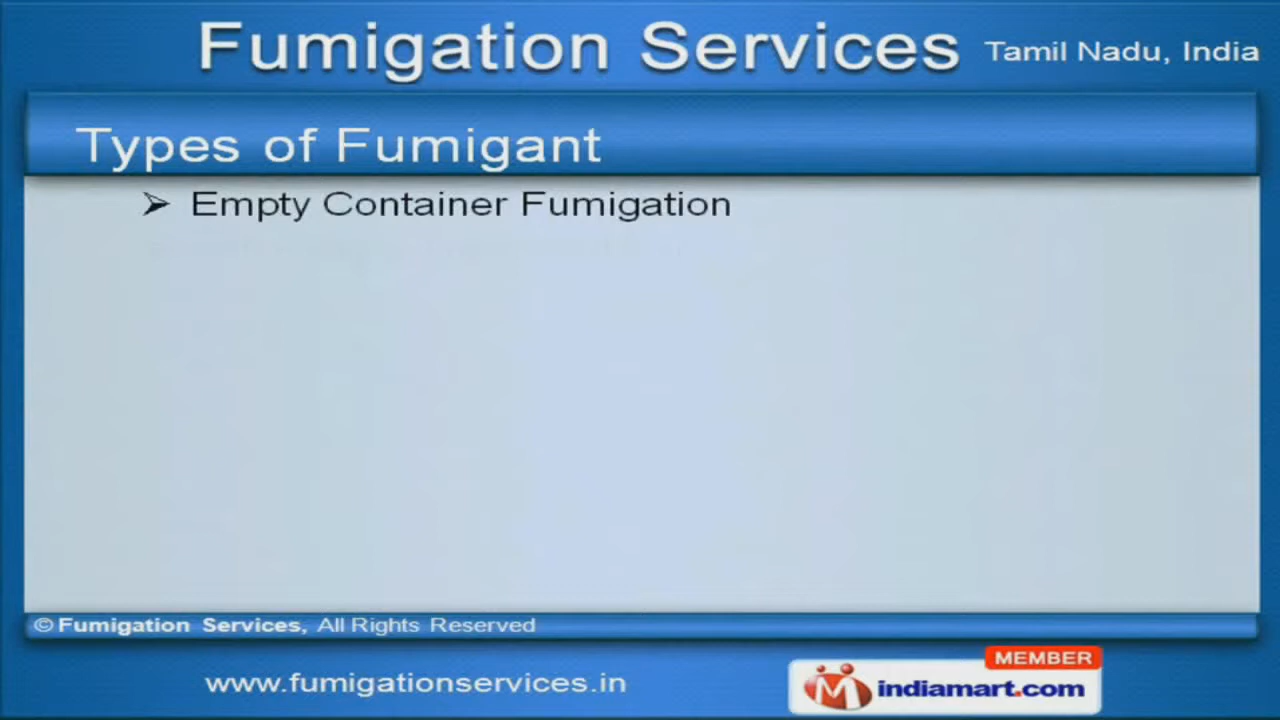 Fumigation Services Tamil Nadu, India
Types of Fumigant
➢ Empty Container Fumigation
© Fumigation Services, All Rights Reserved
www.fumigationservices.in
MEMBER
indiamart.com